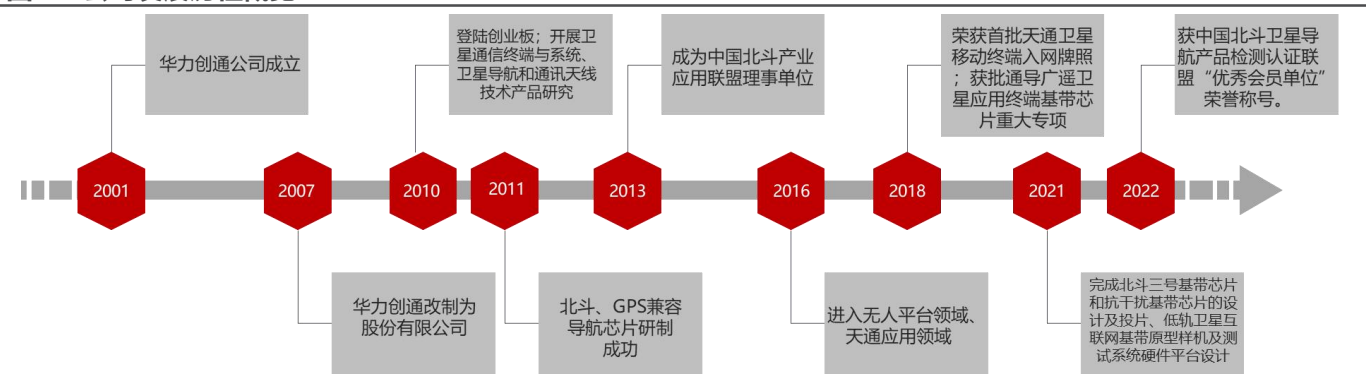 华力创通公司成立
登陆创业板；开展卫
星通信终端与系统、
卫星导航和通讯天线
技术产品研究
成为中国北斗产业
应用联盟理事单位
荣获首批天通卫星
移动终端入网牌照
；获批通导广遥卫
星应用终端基带芯
片重大专项
获中国北斗卫星导
航产品检测认证联
盟“优秀会员单位”
荣誉称号。
2001
2007
2010
2011
2013
2016
2018
2021
2022
华力创通改制为
股份有限公司
北斗、GPS兼容
导航芯片研制
成功
进入无人平台领域、
天通应用领域
完成北斗三号基带芯片
和抗干扰基带芯片的设
计及投片、低轨卫星互
联网基带原型样机及测
试系统硬件平台设计